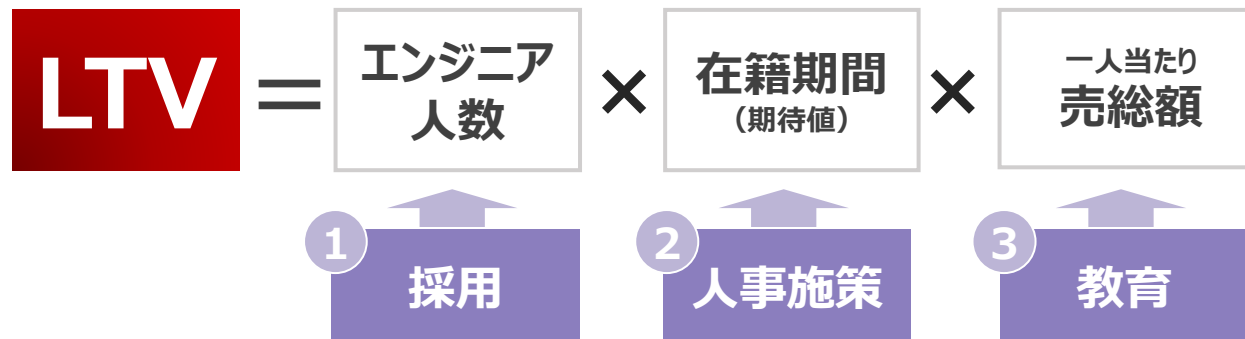 LTV
＝
エンジニア
人数
×
在籍期間
（期待値）
×
一人当たり
売総額
1
採用
2
人事施策
3
教育